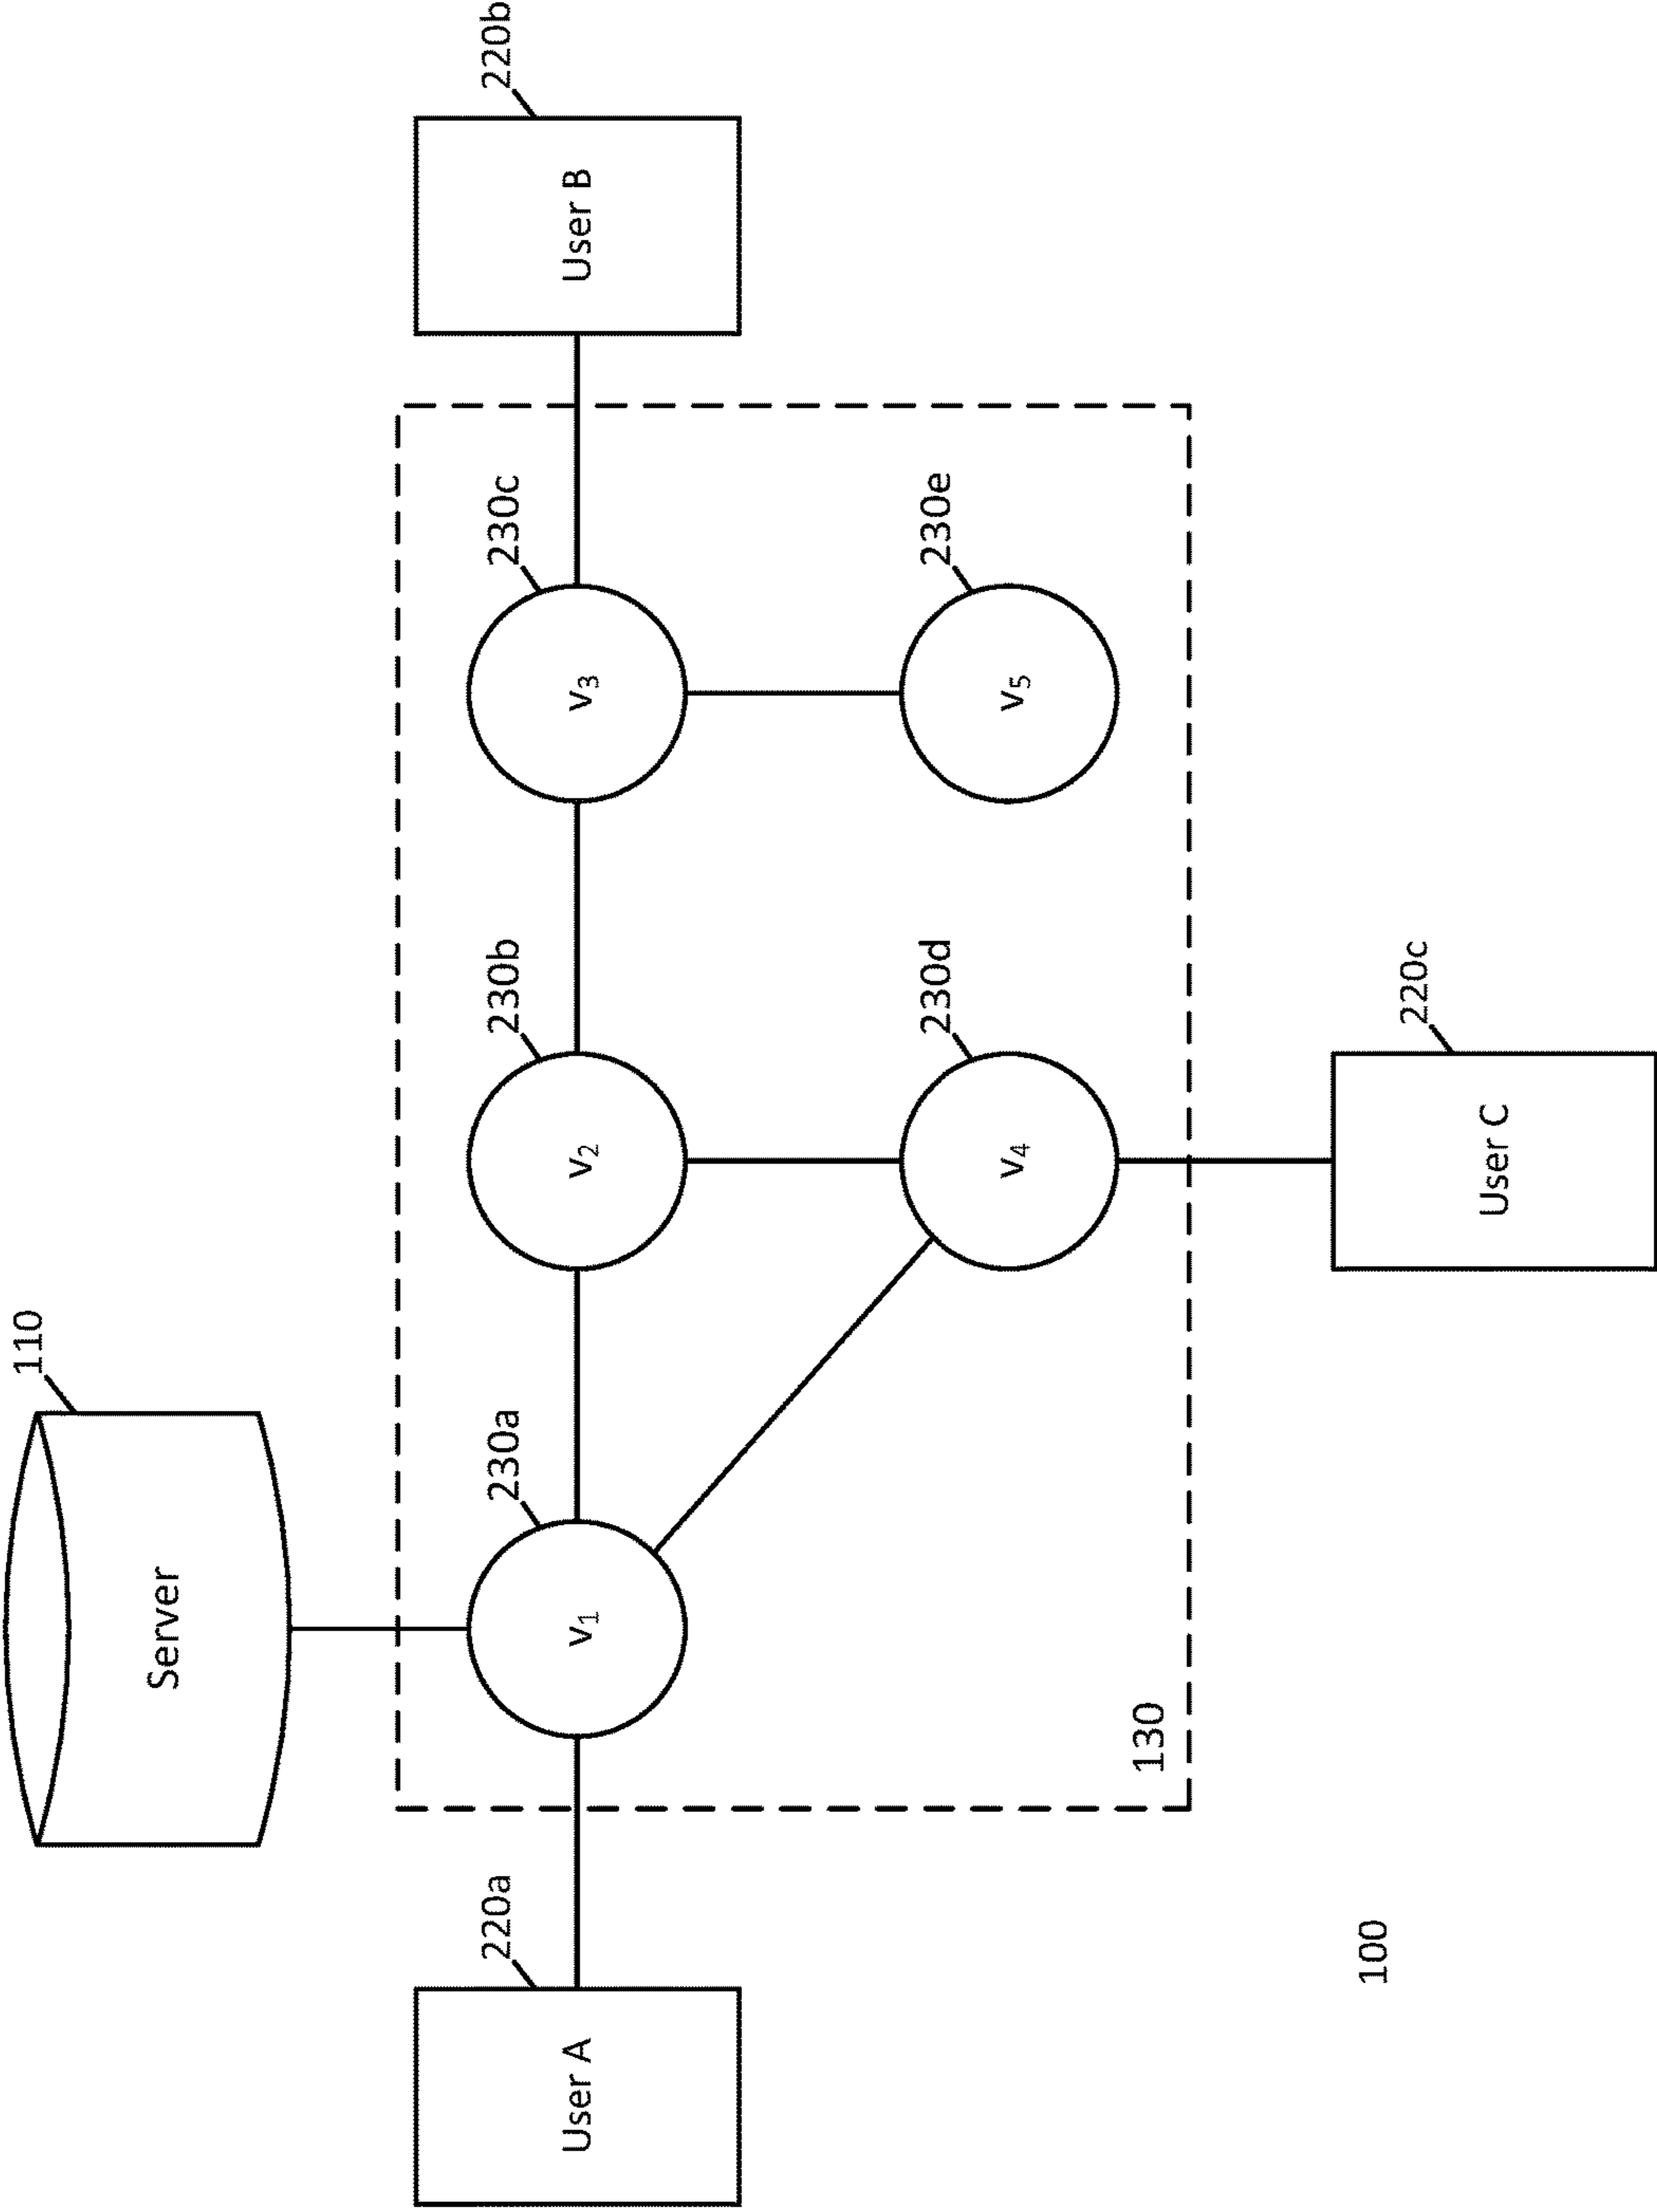 110
Server
220a
User A
230a
v1
230b
v2
230c
v3
220b
User B
230d
v4
230e
v5
130
220c
User C
100